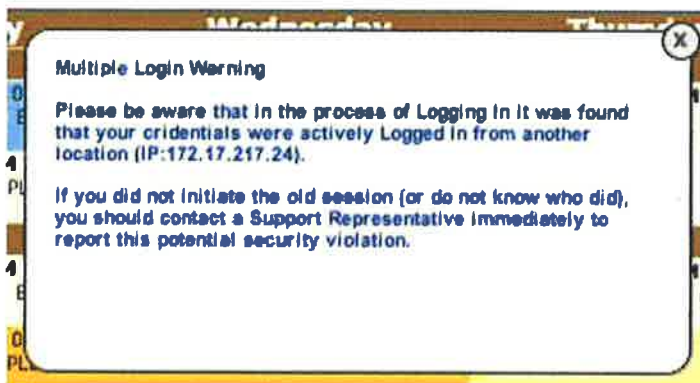 Wednesday
Multiple Login Warning
Please be aware that in the process of Logging In it was found
that your cridentials were actively Logged In from another
location (IP:172.17.217.24).
If you did not initiate the old session (or do not know who did),
you should contact a Support Representative immediately to
report this potential security violation.